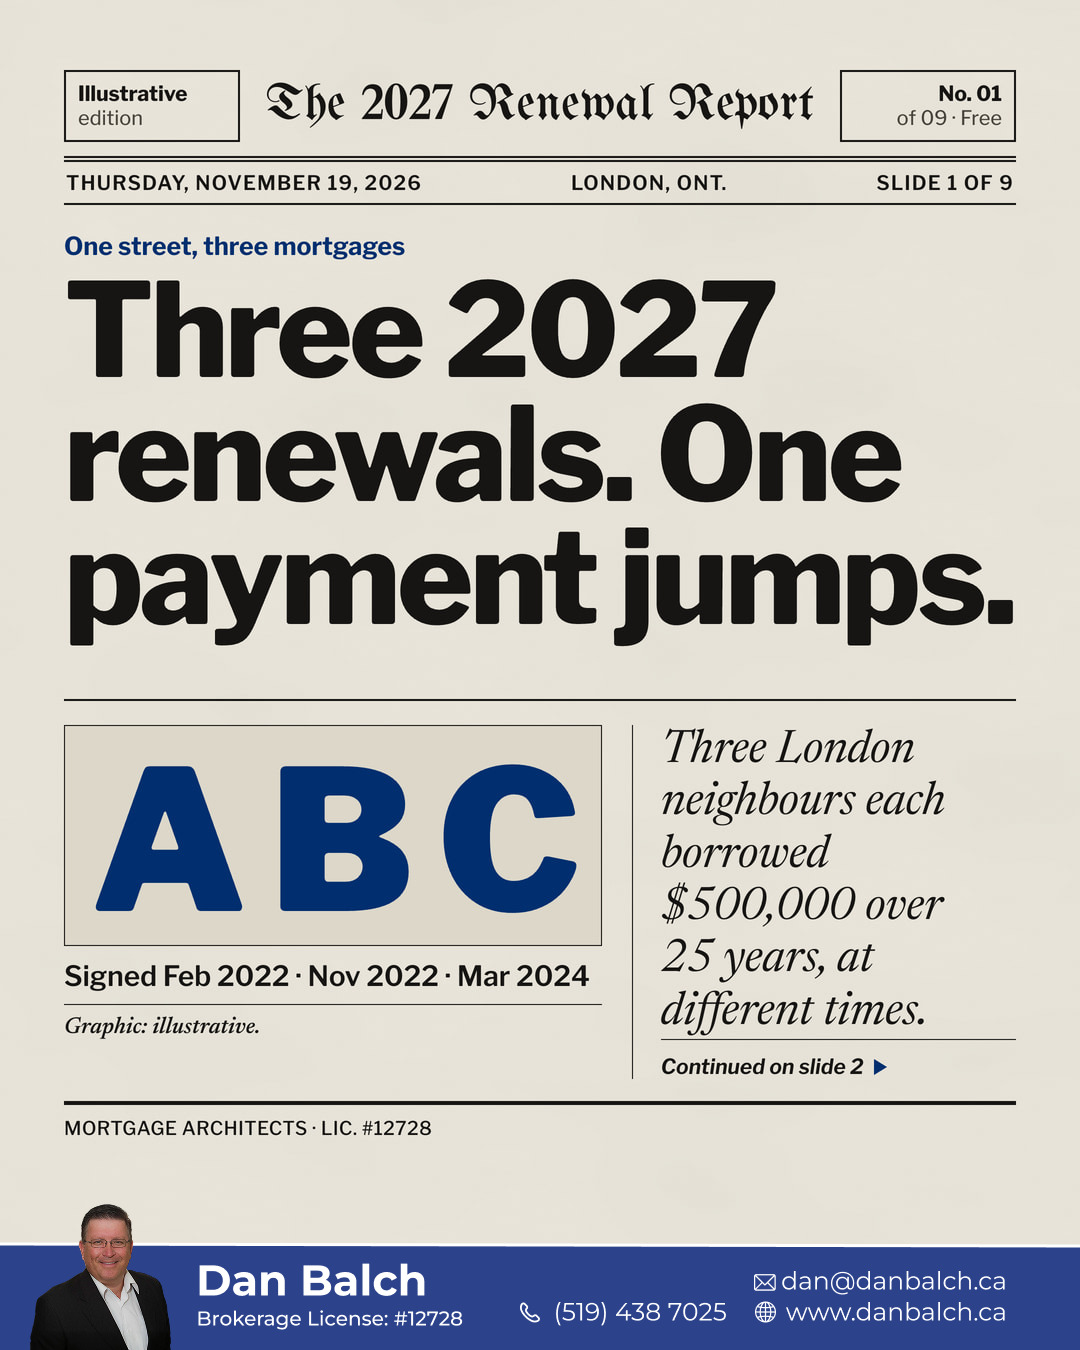 Illustrative
edition
The 2027 Renewal Report
No. 01
of 09 · Free
THURSDAY, NOVEMBER 19, 2026
LONDON, ONT.
SLIDE 1 OF 9
One street, three mortgages
Three 2027
renewals. One
payment jumps.
A B C
Signed Feb 2022 · Nov 2022 · Mar 2024
Graphic: illustrative.
Three London
neighbours each
borrowed
$500,000 over
25 years, at
different times.
Continued on slide 2
MORTGAGE ARCHITECTS · LIC. #12728
Dan Balch
Brokerage License: #12728
(519) 438 7025
dan@danbalch.ca
www.danbalch.ca